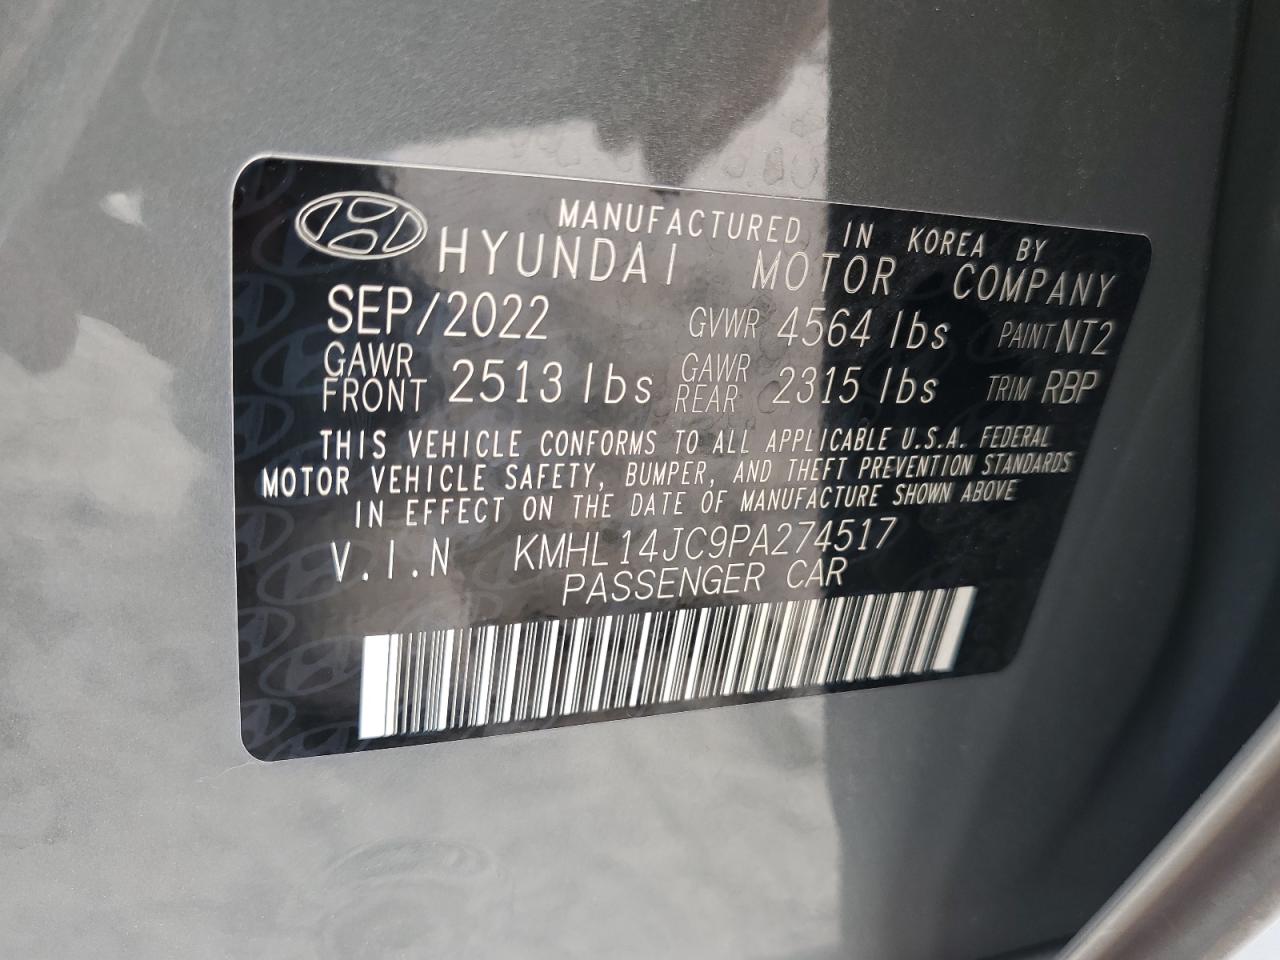 MANUFACTURED IN KOREA BY
HYUNDAI MOTOR COMPANY
SEP/2022 GVWR 4564 lbs PAINT NT2
GAWR FRONT 2513 lbs GAWR REAR 2315 lbs TRIM RBP
THIS VEHICLE CONFORMS TO ALL APPLICABLE U.S.A. FEDERAL
MOTOR VEHICLE SAFETY, BUMPER, AND THEFT PREVENTION STANDARDS
IN EFFECT ON THE DATE OF MANUFACTURE SHOWN ABOVE
V.I.N KMHL14JC9PA274517
PASSENGER CAR